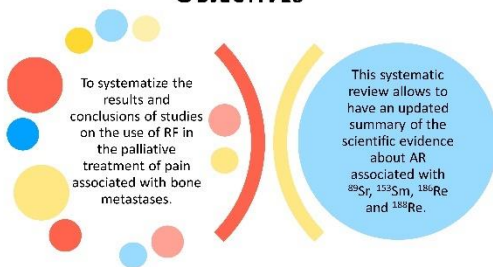 OBJECTIVES
To systematize the
results and
conclusions of studies
on the use of RF in
the palliative
treatment of pain
associated with bone
metastases.
This systematic
review allows to
have an updated
summary of the
scientific evidence
about AR
associated with
⁸⁹Sr, ¹⁵³Sm, ¹⁸⁶Re
and ¹⁸⁸Re.